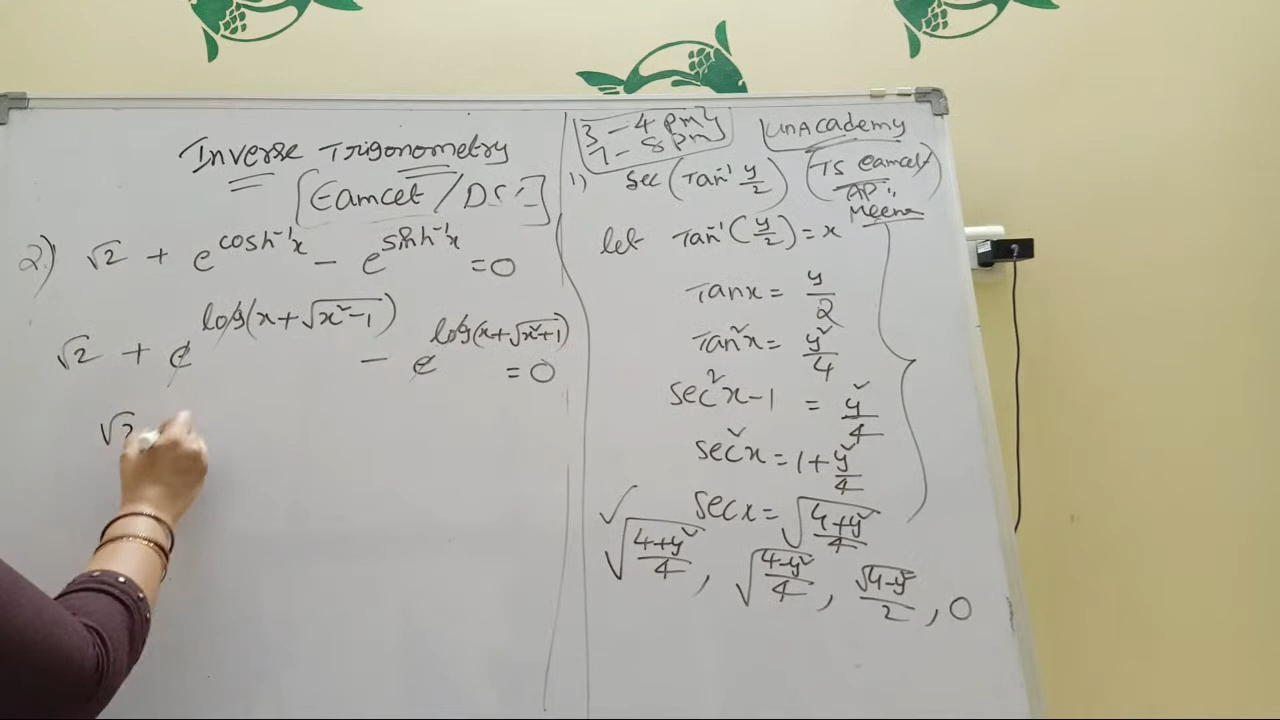 Inverse Trigonometry
[Eamcet / DSC]
2) √2 + e^(cosh⁻¹x) − e^(sinh⁻¹x) = 0
√2 + e^(log(x+√(x²−1))) − e^(log(x+√(x²+1))) = 0
√2
3 – 4 pm
7 – 8 pm
UnAcademy
1) Sec(Tan⁻¹ y/2) (TS Eamcet
AP "
Meena
let Tan⁻¹(y/2) = x
Tanx = y/2
Tan²x = y²/4
Sec²x−1 = y²/4
Sec²x = 1+y²/4
Secx = √((4+y²)/4)
✓ √((4+y²)/4), √((4−y²)/4), √(4−y²)/2, 0